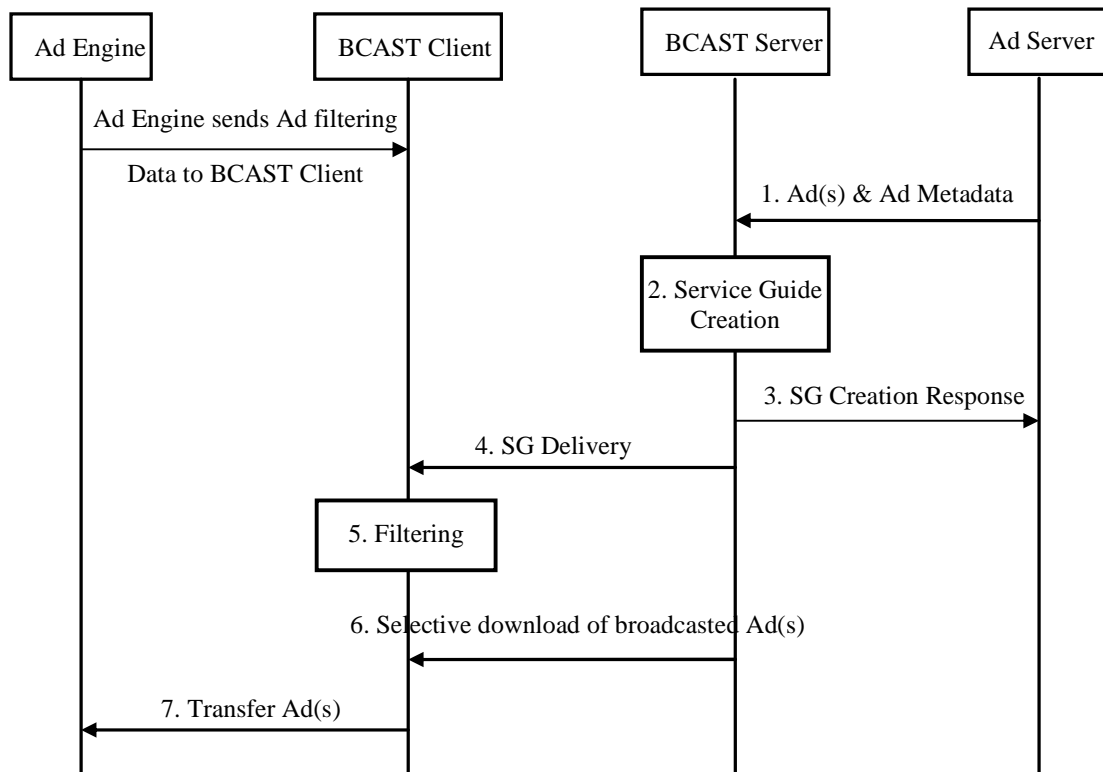 Ad Engine
BCAST Client
BCAST Server
Ad Server
Ad Engine sends Ad filtering
Data to BCAST Client
1. Ad(s) & Ad Metadata
2. Service Guide
Creation
3. SG Creation Response
4. SG Delivery
5. Filtering
6. Selective download of broadcasted Ad(s)
7. Transfer Ad(s)